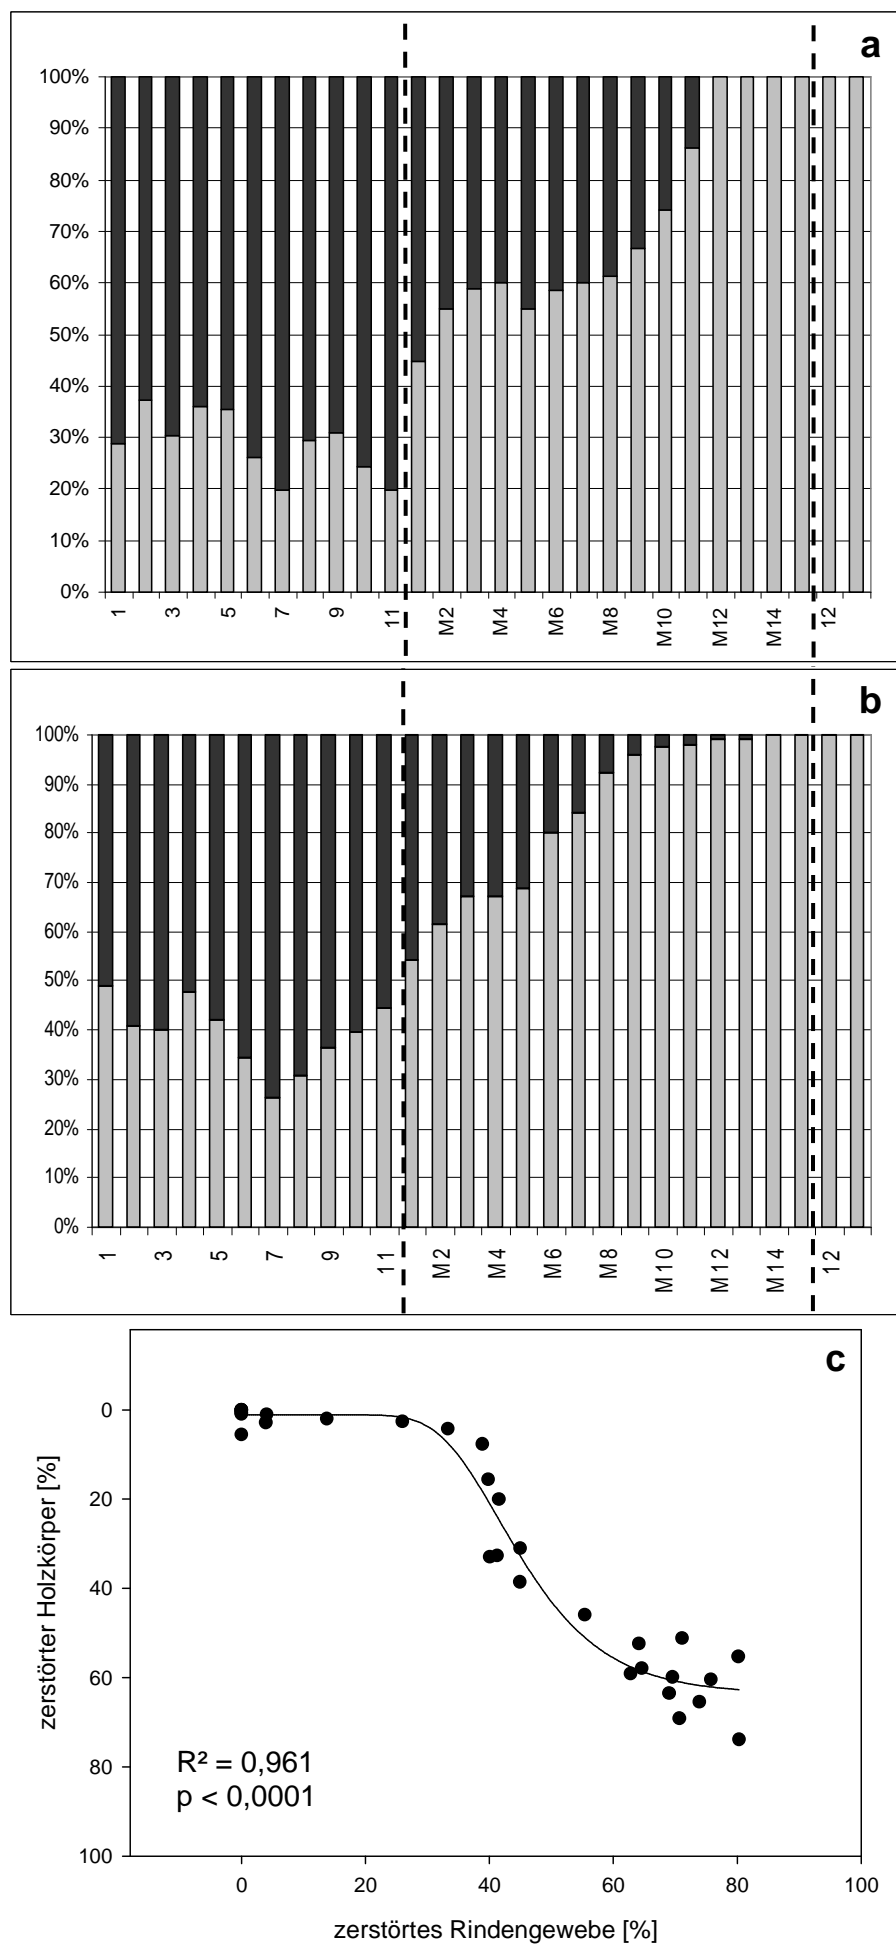 a
100%
90%
80%
70%
60%
50%
40%
30%
20%
10%
0%
1 3 5 7 9 11 M2 M4 M6 M8 M10 M12 M14 12
b
100%
90%
80%
70%
60%
50%
40%
30%
20%
10%
0%
1 3 5 7 9 11 M2 M4 M6 M8 M10 M12 M14 12
c
zerstörter Holzkörper [%]
0
20
40
60
80
100
R² = 0,961
p < 0,0001
0 20 40 60 80 100
zerstörtes Rindengewebe [%]